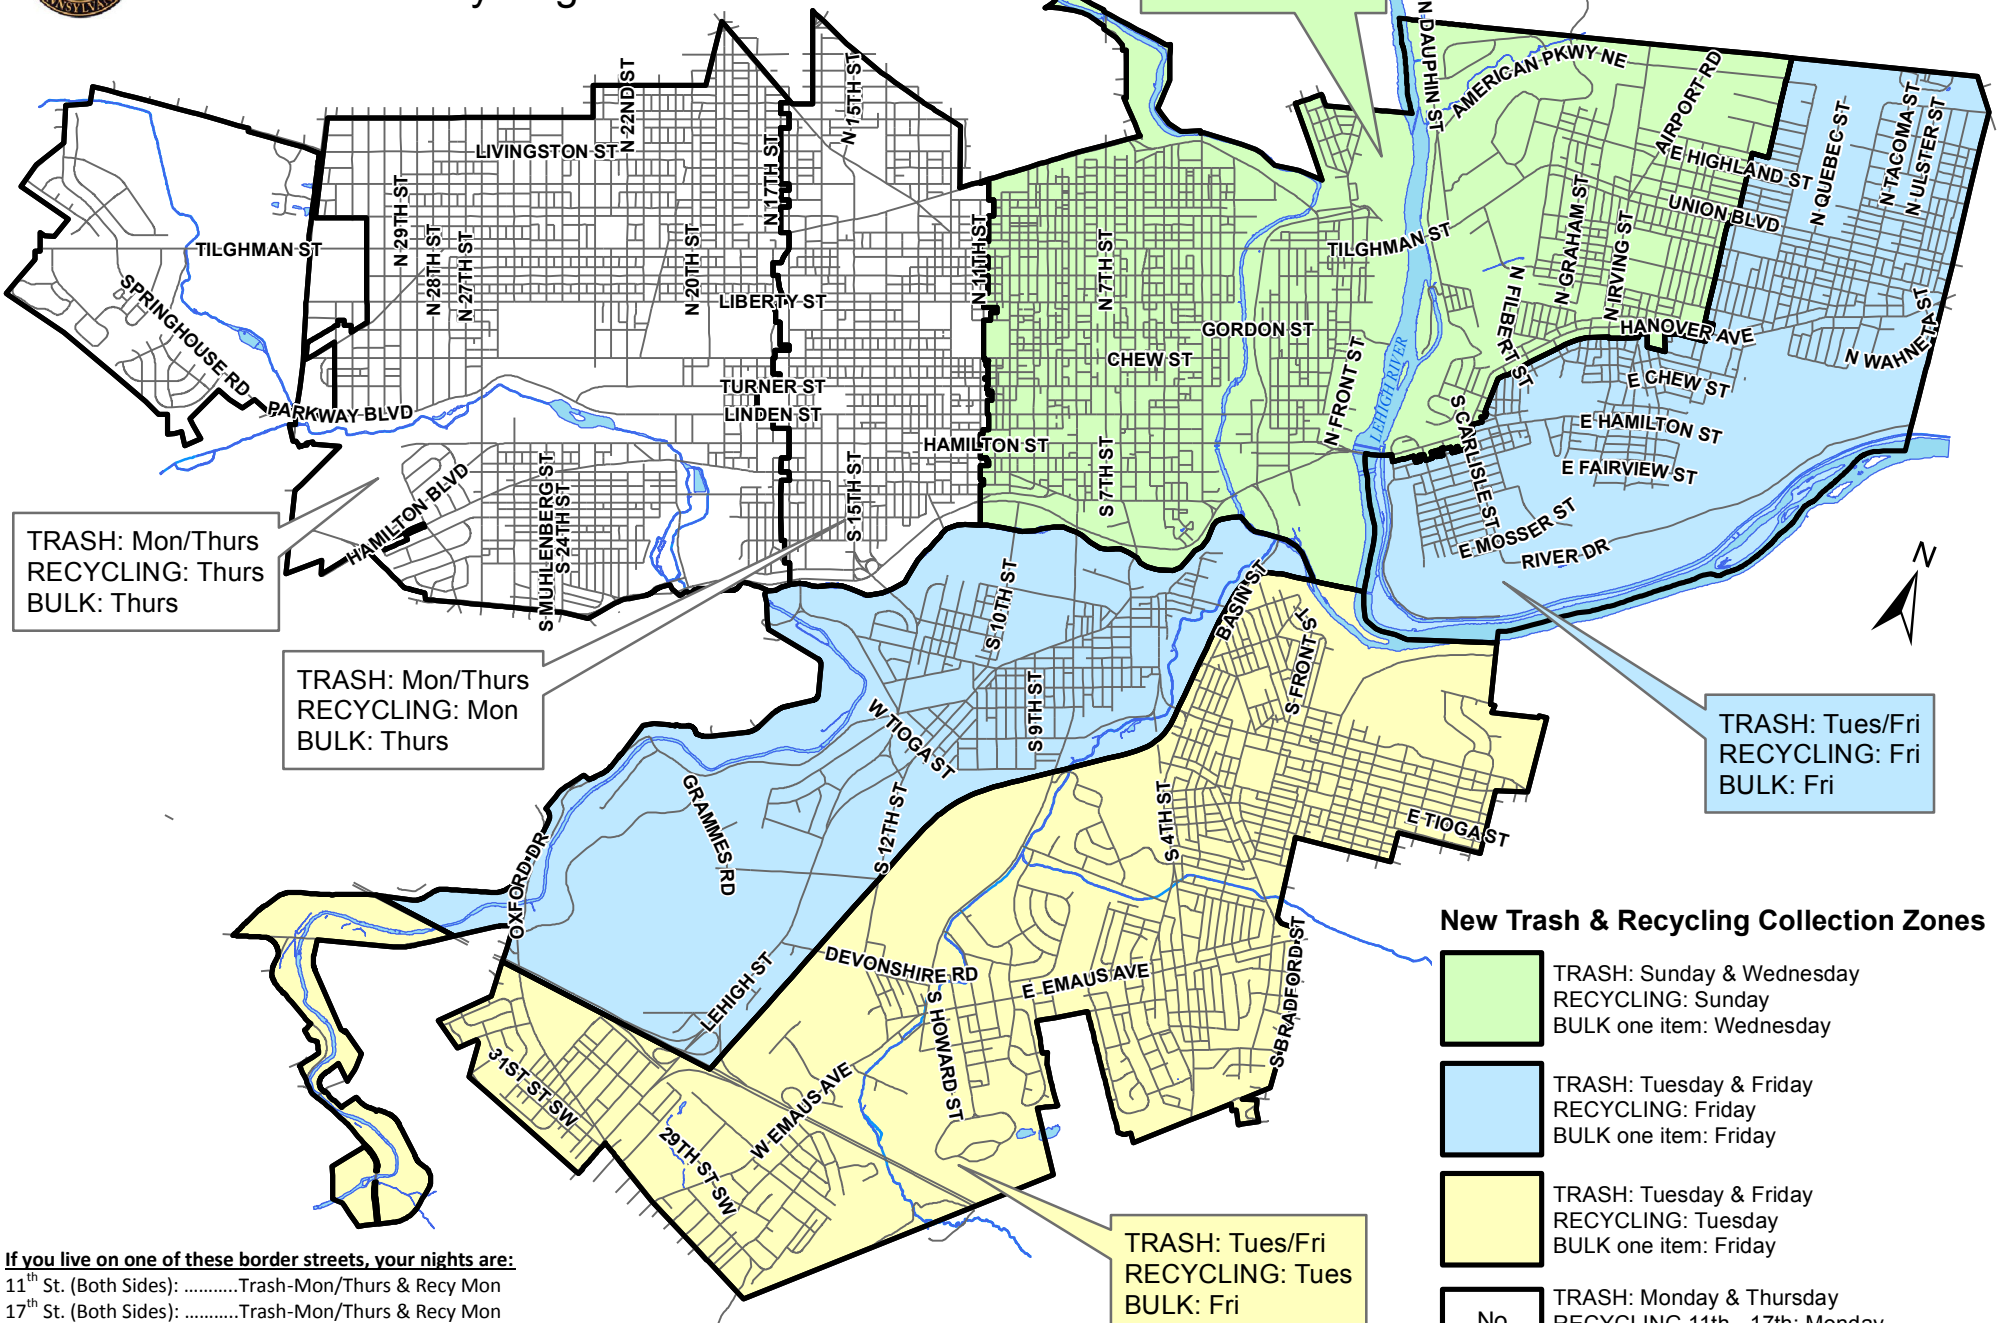 N DAUPHIN ST
AMERICAN PKWY NE
AIRPORT RD
N 22ND ST
N 15TH ST
LIVINGSTON ST
N 17TH ST
E HIGHLAND ST
N QUEBEC ST
N TACOMA ST
N ULSTER ST
N 29TH ST
N 28TH ST
N 27TH ST
N 20TH ST
N 11TH ST
N 7TH ST
TILGHMAN ST
TILGHMAN ST
N GRAHAM ST
N IRVING ST
UNION BLVD
SPRINGHOUSE RD
LIBERTY ST
GORDON ST
N FILBERT ST
HANOVER AVE
N WAHNETA ST
CHEW ST
N FRONT ST
LEHIGH RIVER
E CHEW ST
TURNER ST
LINDEN ST
PARKWAY BLVD
HAMILTON ST
S CARLISLE ST
E HAMILTON ST
E FAIRVIEW ST
HAMILTON BLVD
S MUHLENBERG ST
S 24TH ST
S 15TH ST
S 7TH ST
E MOSSER ST
RIVER DR
N
TRASH: Mon/Thurs
RECYCLING: Thurs
BULK: Thurs
TRASH: Mon/Thurs
RECYCLING: Mon
BULK: Thurs
S 10TH ST
BASIN ST
S FRONT ST
S 9TH ST
W TIOGA ST
TRASH: Tues/Fri
RECYCLING: Fri
BULK: Fri
GRAMMES RD
S 12TH ST
S 4TH ST
E TIOGA ST
OXFORD DR
LEHIGH ST
DEVONSHIRE RD
E EMAUS AVE
S HOWARD ST
S BRADFORD ST
31ST ST SW
29TH ST SW
W EMAUS AVE
TRASH: Tues/Fri
RECYCLING: Tues
BULK: Fri
New Trash & Recycling Collection Zones
TRASH: Sunday & Wednesday
RECYCLING: Sunday
BULK one item: Wednesday
TRASH: Tuesday & Friday
RECYCLING: Friday
BULK one item: Friday
TRASH: Tuesday & Friday
RECYCLING: Tuesday
BULK one item: Friday
No
TRASH: Monday & Thursday
RECYCLING 11th - 17th: Monday
If you live on one of these border streets, your nights are:
11th St. (Both Sides): ..........Trash-Mon/Thurs & Recy Mon
17th St. (Both Sides): ..........Trash-Mon/Thurs & Recy Mon